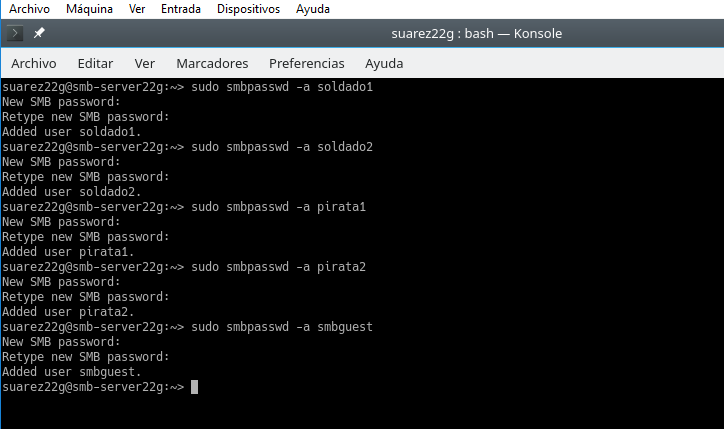 Archivo Máquina Ver Entrada Dispositivos Ayuda
suarez22g : bash — Konsole
Archivo Editar Ver Marcadores Preferencias Ayuda
suarez22g@smb-server22g:~> sudo smbpasswd -a soldado1
New SMB password:
Retype new SMB password:
Added user soldado1.
suarez22g@smb-server22g:~> sudo smbpasswd -a soldado2
New SMB password:
Retype new SMB password:
Added user soldado2.
suarez22g@smb-server22g:~> sudo smbpasswd -a pirata1
New SMB password:
Retype new SMB password:
Added user pirata1.
suarez22g@smb-server22g:~> sudo smbpasswd -a pirata2
New SMB password:
Retype new SMB password:
Added user pirata2.
suarez22g@smb-server22g:~> sudo smbpasswd -a smbguest
New SMB password:
Retype new SMB password:
Added user smbguest.
suarez22g@smb-server22g:~>